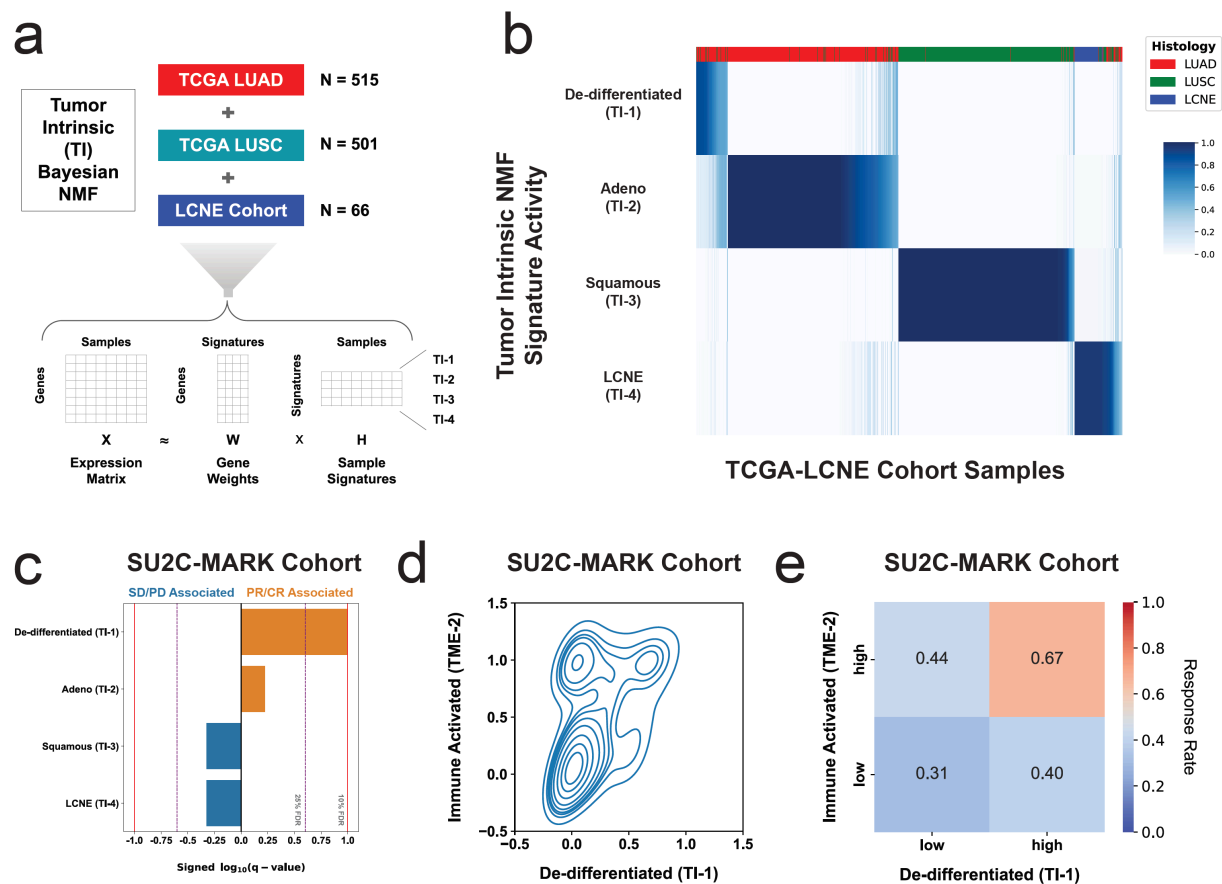 a
Tumor
Intrinsic
(TI)
Bayesian
NMF
TCGA LUAD
N = 515
+
TCGA LUSC
N = 501
+
LCNE Cohort
N = 66
Samples
Signatures
Samples
Genes
Genes
Signatures
TI-1
TI-2
TI-3
TI-4
X
≈
W
X
H
Expression
Matrix
Gene
Weights
Sample
Signatures
b
Tumor Intrinsic NMF
Signature Activity
De-differentiated
(TI-1)
Adeno
(TI-2)
Squamous
(TI-3)
LCNE
(TI-4)
TCGA-LCNE Cohort Samples
Histology
LUAD
LUSC
LCNE
1.0
0.8
0.6
0.4
0.2
0.0
c
SU2C-MARK Cohort
SD/PD Associated
PR/CR Associated
De-differentiated (TI-1)
Adeno (TI-2)
Squamous (TI-3)
LCNE (TI-4)
25% FDR
10% FDR
-1.0
-0.75
-0.50
-0.25
0.0
0.25
0.50
0.75
1.0
Signed log10(q − value)
d
SU2C-MARK Cohort
Immune Activated (TME-2)
1.5
1.0
0.5
0.0
−0.5
−0.5
0.0
0.5
1.0
1.5
De-differentiated (TI-1)
e
SU2C-MARK Cohort
Immune Activated (TME-2)
high
low
0.44
0.67
0.31
0.40
low
high
De-differentiated (TI-1)
1.0
0.8
0.6
0.4
0.2
0.0
Response Rate